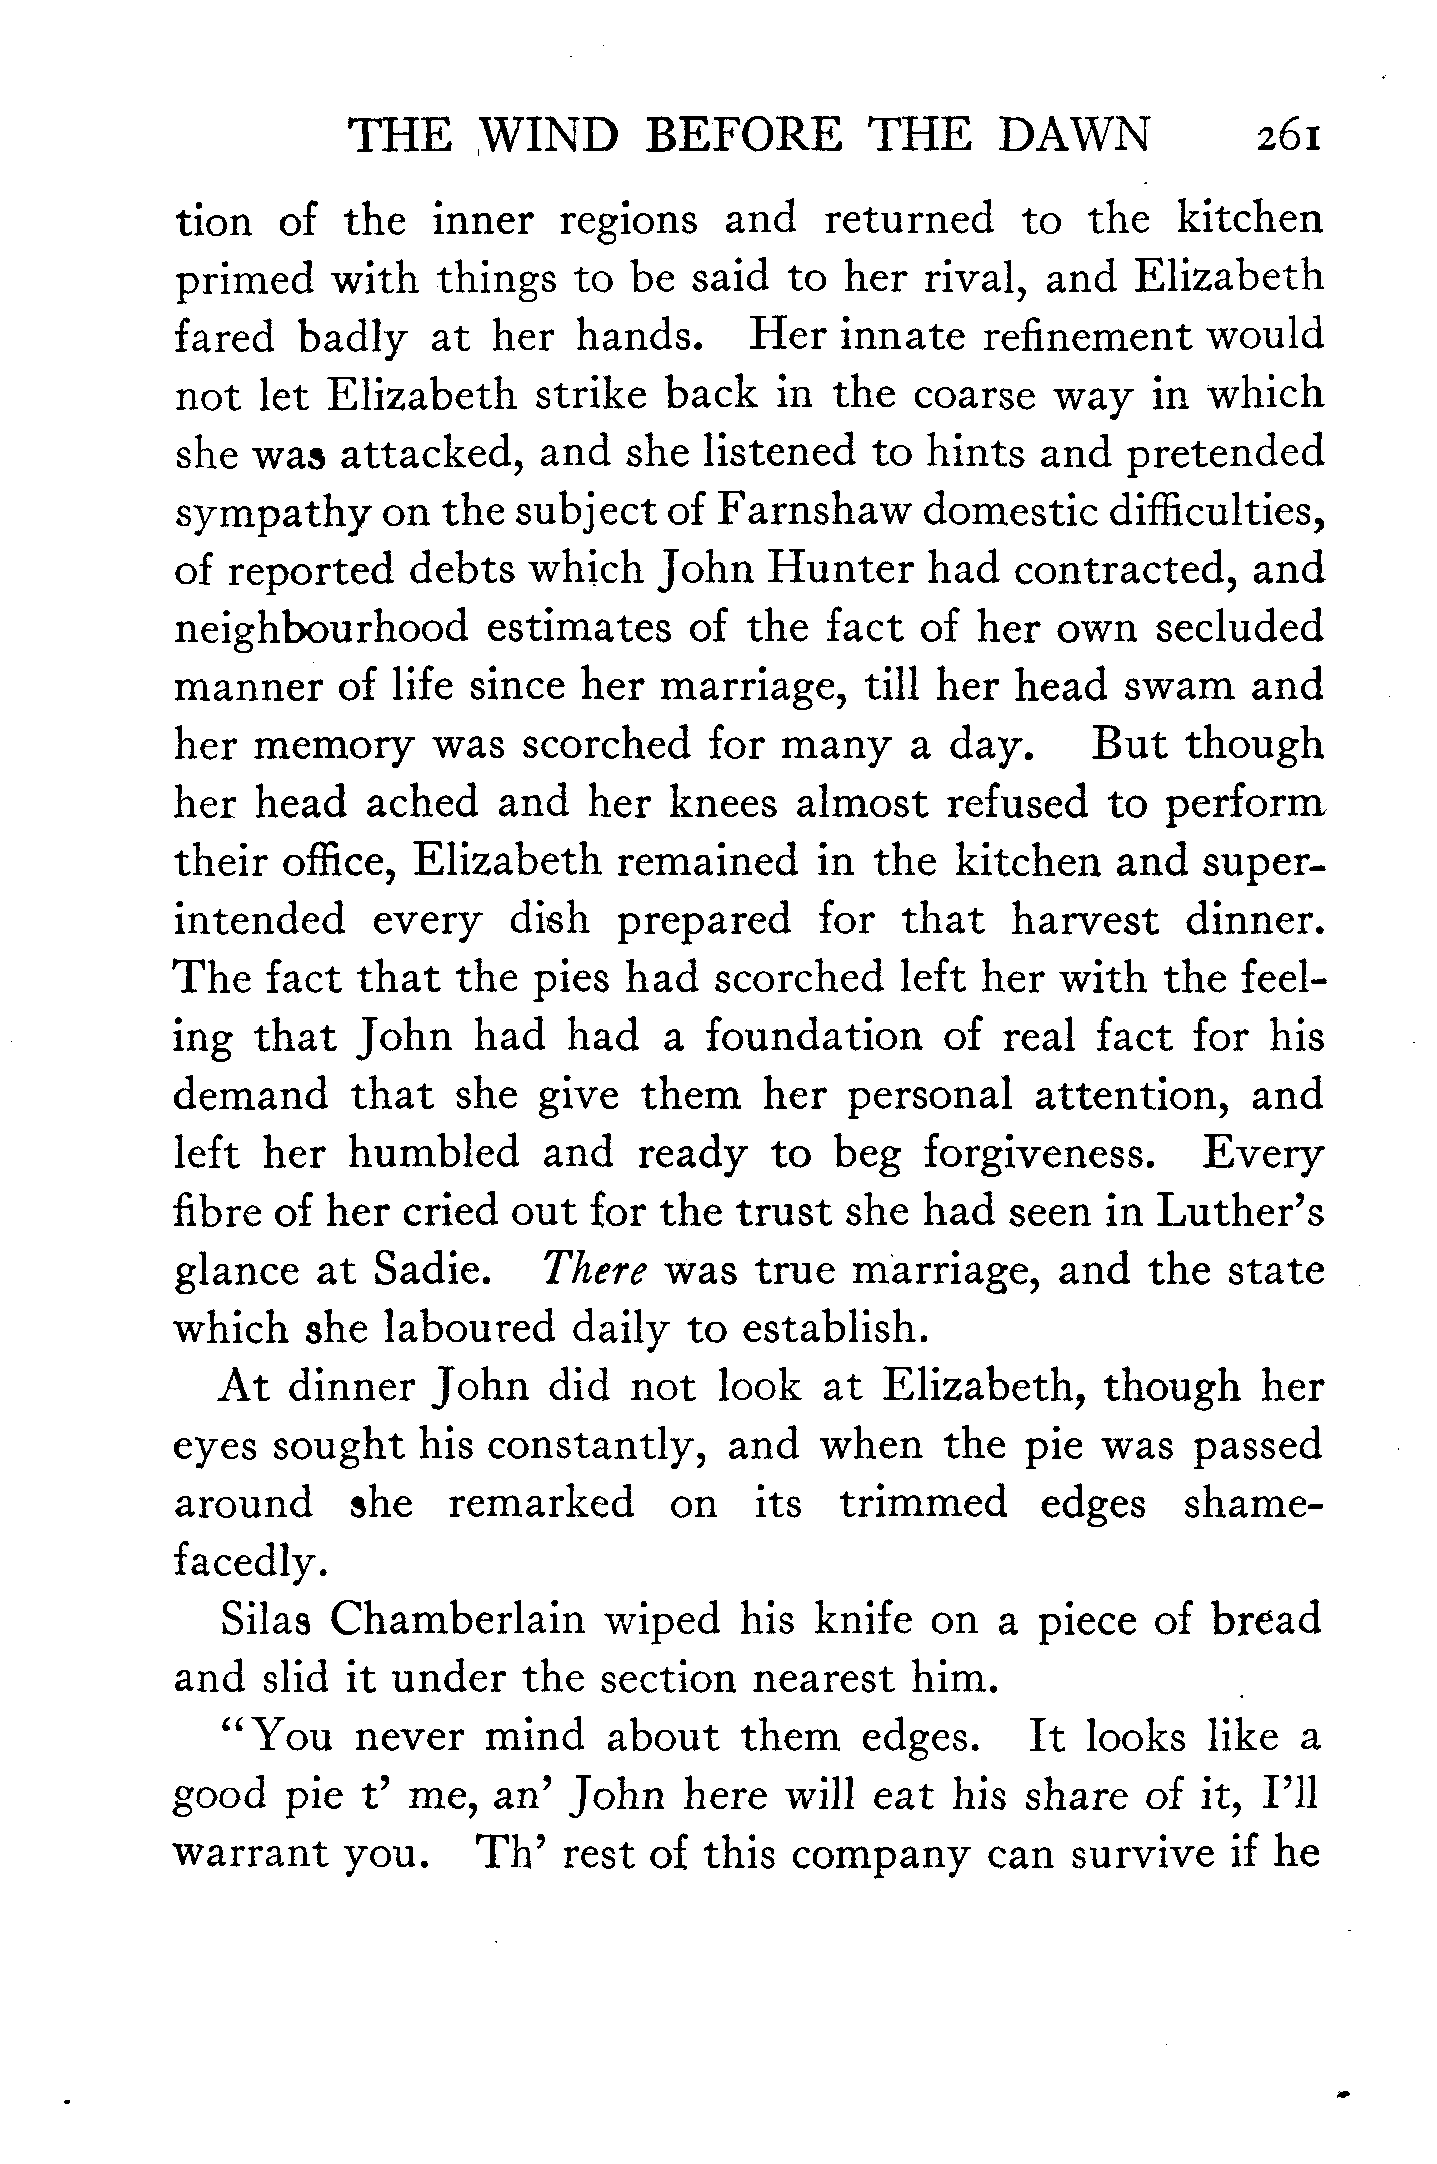 THE WIND BEFORE THE DAWN 261
tion of the inner regions and returned to the kitchen
primed with things to be said to her rival, and Elizabeth
fared badly at her hands. Her innate refinement would
not let Elizabeth strike back in the coarse way in which
she was attacked, and she listened to hints and pretended
sympathy on the subject of Farnshaw domestic difficulties,
of reported debts which John Hunter had contracted, and
neighbourhood estimates of the fact of her own secluded
manner of life since her marriage, till her head swam and
her memory was scorched for many a day. But though
her head ached and her knees almost refused to perform
their office, Elizabeth remained in the kitchen and super-
intended every dish prepared for that harvest dinner.
The fact that the pies had scorched left her with the feel-
ing that John had had a foundation of real fact for his
demand that she give them her personal attention, and
left her humbled and ready to beg forgiveness. Every
fibre of her cried out for the trust she had seen in Luther's
glance at Sadie. There was true marriage, and the state
which she laboured daily to establish.
At dinner John did not look at Elizabeth, though her
eyes sought his constantly, and when the pie was passed
around she remarked on its trimmed edges shame-
facedly.
Silas Chamberlain wiped his knife on a piece of bread
and slid it under the section nearest him.
"You never mind about them edges. It looks like a
good pie t' me, an' John here will eat his share of it, I'll
warrant you. Th' rest of this company can survive if he